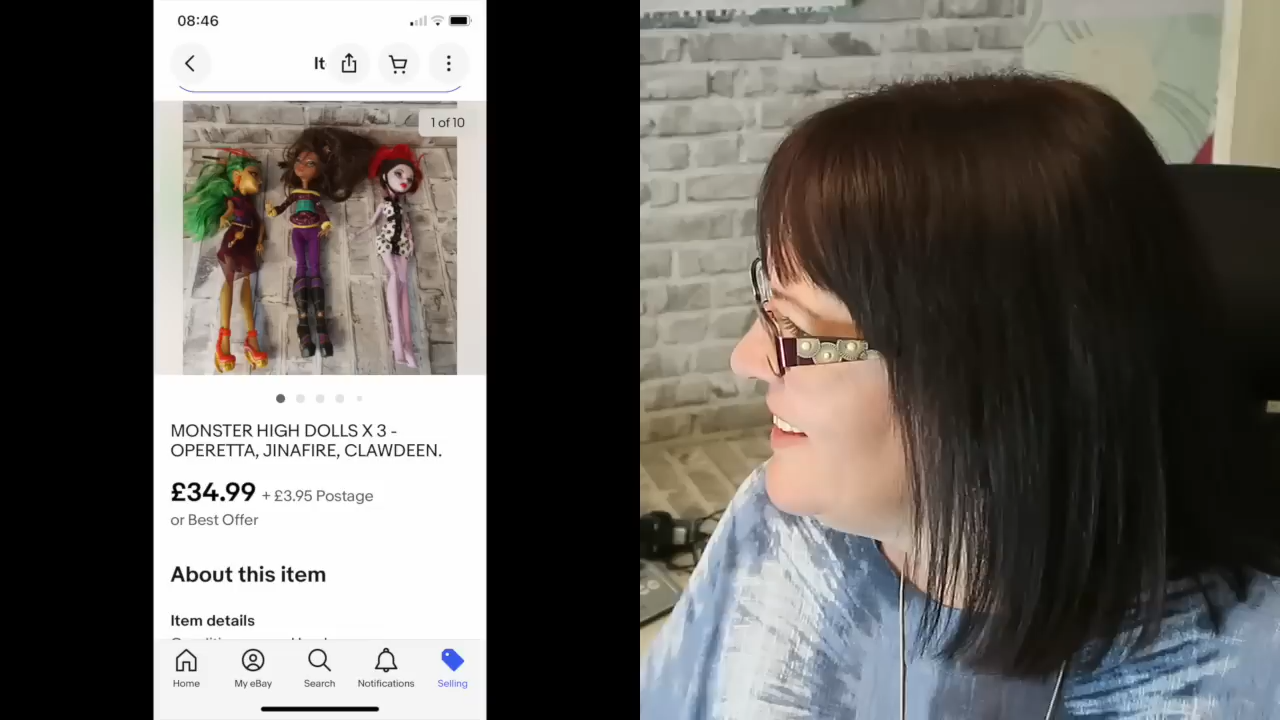 08:46
It
1 of 10
MONSTER HIGH DOLLS X 3 -
OPERETTA, JINAFIRE, CLAWDEEN.
£34.99 + £3.95 Postage
or Best Offer
About this item
Item details
Home My eBay Search Notifications Selling